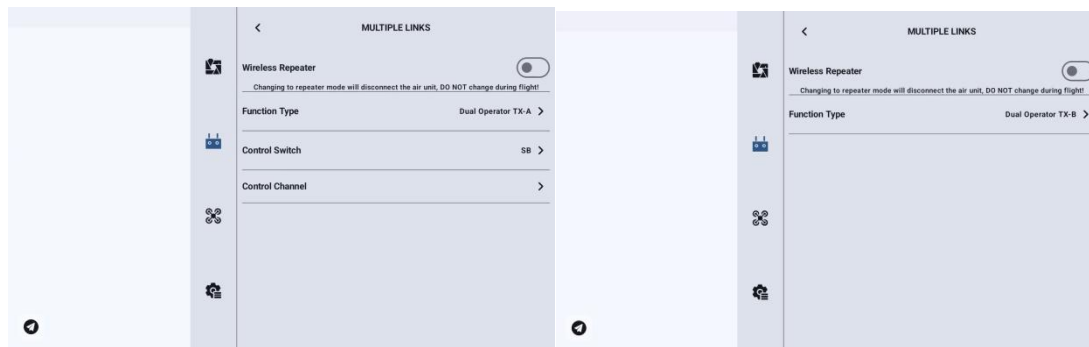 MULTIPLE LINKS
Wireless Repeater
Changing to repeater mode will disconnect the air unit, DO NOT change during flight!
Function Type Dual Operator TX-A
Control Switch SB
Control Channel
MULTIPLE LINKS
Wireless Repeater
Changing to repeater mode will disconnect the air unit, DO NOT change during flight!
Function Type Dual Operator TX-B